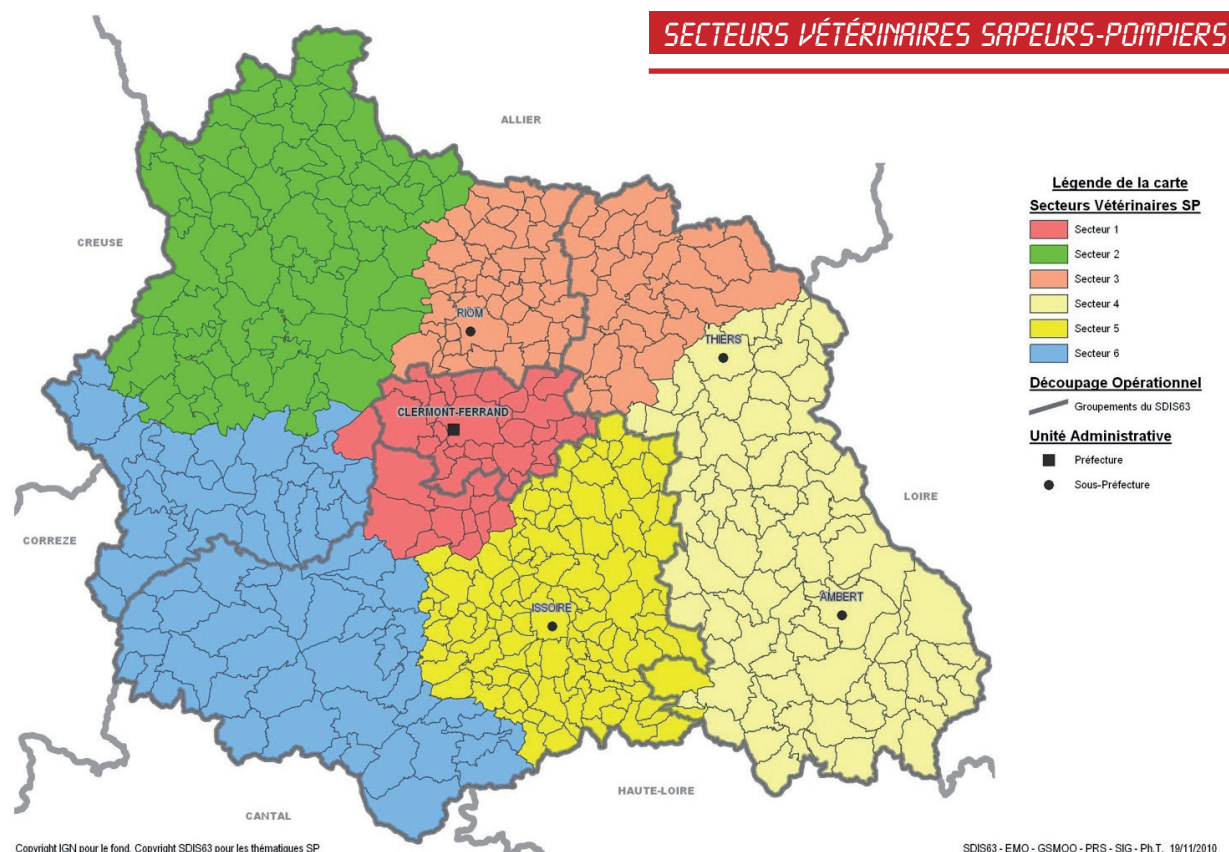 SECTEURS VÉTÉRINAIRES SAPEURS-POMPIERS
ALLIER
CREUSE
RIOM
THIERS
CLERMONT-FERRAND
LOIRE
CORREZE
ISSOIRE
AMBERT
HAUTE-LOIRE
CANTAL
Légende de la carte
Secteurs Vétérinaires SP
Secteur 1
Secteur 2
Secteur 3
Secteur 4
Secteur 5
Secteur 6
Découpage Opérationnel
Groupements du SDIS63
Unité Administrative
Préfecture
Sous-Préfecture
Copyright IGN pour le fond, Copyright SDIS63 pour les thématiques SP
SDIS63 - EMO - GSMOO - PRS - SIG - Ph.T. 19/11/2010